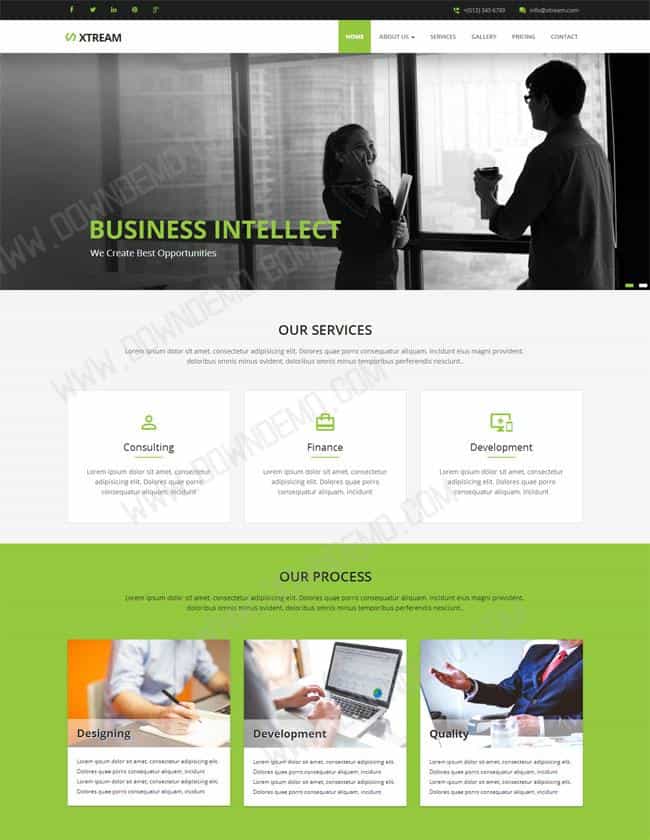 +(012) 345 6789 info@xtream.com
XTREAM HOME ABOUT US SERVICES GALLERY PRICING CONTACT
BUSINESS INTELLECT
We Create Best Opportunities
OUR SERVICES
Lorem ipsum dolor sit amet, consectetur adipisicing elit. Dolores quae porro consequatur aliquam, incidunt eius magni provident,
doloribus omnis minus ovident, doloribus omnis minus temporibus perferendis nesciunt..
Consulting Finance Development
Lorem ipsum dolor sit amet, consectetur Lorem ipsum dolor sit amet, consectetur Lorem ipsum dolor sit amet, consectetur
adipisicing elit. Dolores quae porro adipisicing elit. Dolores quae porro adipisicing elit. Dolores quae porro
consequatur aliquam, incidunt consequatur aliquam, incidunt consequatur aliquam, incidunt
OUR PROCESS
Lorem ipsum dolor sit amet, consectetur adipisicing elit. Dolores quae porro consequatur aliquam, incidunt eius magni provident,
doloribus omnis minus ovident, doloribus omnis minus temporibus perferendis nesciunt..
Designing Development Quality
Lorem ipsum dolor sit amet, consectetur adipisicing elit. Lorem ipsum dolor sit amet, consectetur adipisicing elit. Lorem ipsum dolor sit amet, consectetur adipisicing elit.
Dolores quae porro consequatur aliquam, incidunt Dolores quae porro consequatur aliquam, incidunt Dolores quae porro consequatur aliquam, incidunt
Lorem ipsum dolor sit amet, consectetur adipisicing elit. Lorem ipsum dolor sit amet, consectetur adipisicing elit. Lorem ipsum dolor sit amet, consectetur adipisicing elit.
Dolores quae porro consequatur aliquam, incidunt Dolores quae porro consequatur aliquam, incidunt Dolores quae porro consequatur aliquam, incidunt
WWW.DOWNDEMO.COM
WWW.DOWNDEMO.COM
WWW.DOWNDEMO.COM